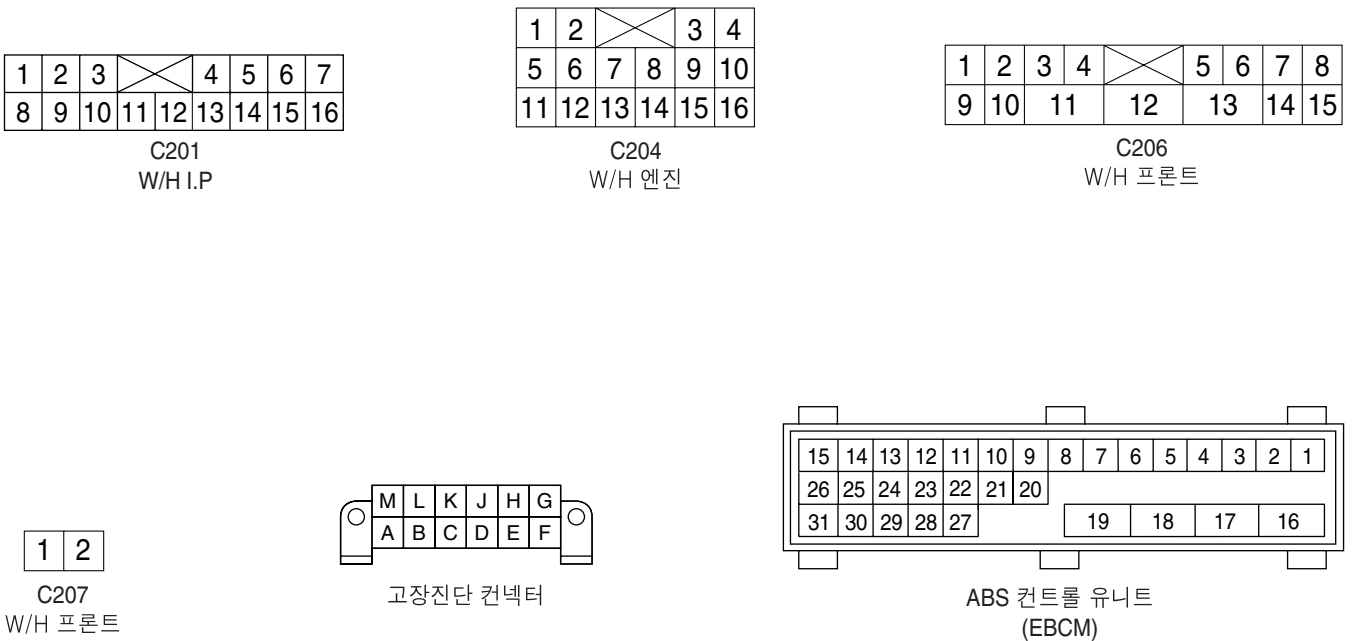 1 2 3 4 5 6 7
8 9 10 11 12 13 14 15 16
C201
W/H I.P
1 2 3 4
5 6 7 8 9 10
11 12 13 14 15 16
C204
W/H 엔진
1 2 3 4 5 6 7 8
9 10 11 12 13 14 15
C206
W/H 프론트
1 2
C207
W/H 프론트
M L K J H G
A B C D E F
고장진단 컨넥터
15 14 13 12 11 10 9 8 7 6 5 4 3 2 1
26 25 24 23 22 21 20
31 30 29 28 27 19 18 17 16
ABS 컨트롤 유니트
(EBCM)